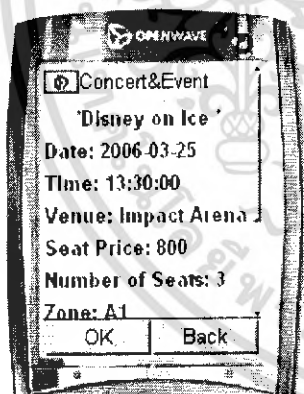 OPENWAVE
Concert&Event
"Disney on Ice "
Date: 2006-03-25
Time: 13:30:00
Venue: Impact Arena
Seat Price: 800
Number of Seats: 3
Zone: A1
OK Back